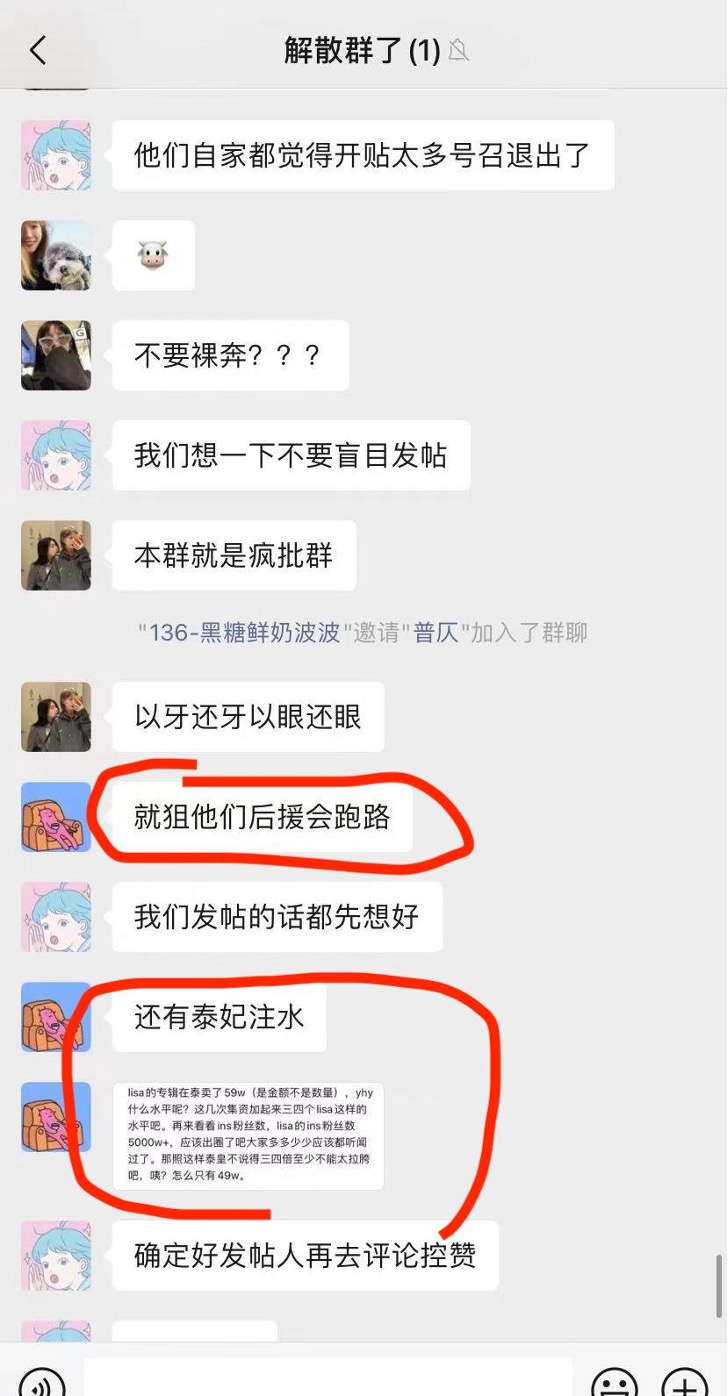 解散群了(1)
他们自家都觉得开贴太多号召退出了
不要裸奔？？？
我们想一下不要盲目发帖
本群就是疯批群
"136-黑糖鲜奶波波"邀请"普仄"加入了群聊
以牙还牙以眼还眼
就狙他们后援会跑路
我们发帖的话都先想好
还有泰妃注水
lisa的专辑在泰卖了59w（是金额不是数量），yhy
什么水平呢？这几次集资加起来三四个lisa这样的
水平吧。再来看看ins粉丝数，lisa的ins粉丝数
5000w+，应该出圈了吧大家多多少少应该都听闻
过了。那照这样泰皇不说得三四倍至少不能太拉胯
吧，咦？怎么只有49w。
确定好发帖人再去评论控赞